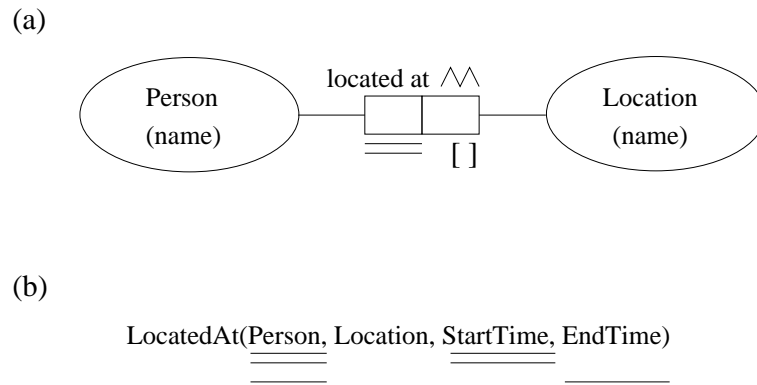 (a)
located at
Person
(name)
Location
(name)
[ ]
(b)
LocatedAt(Person, Location, StartTime, EndTime)